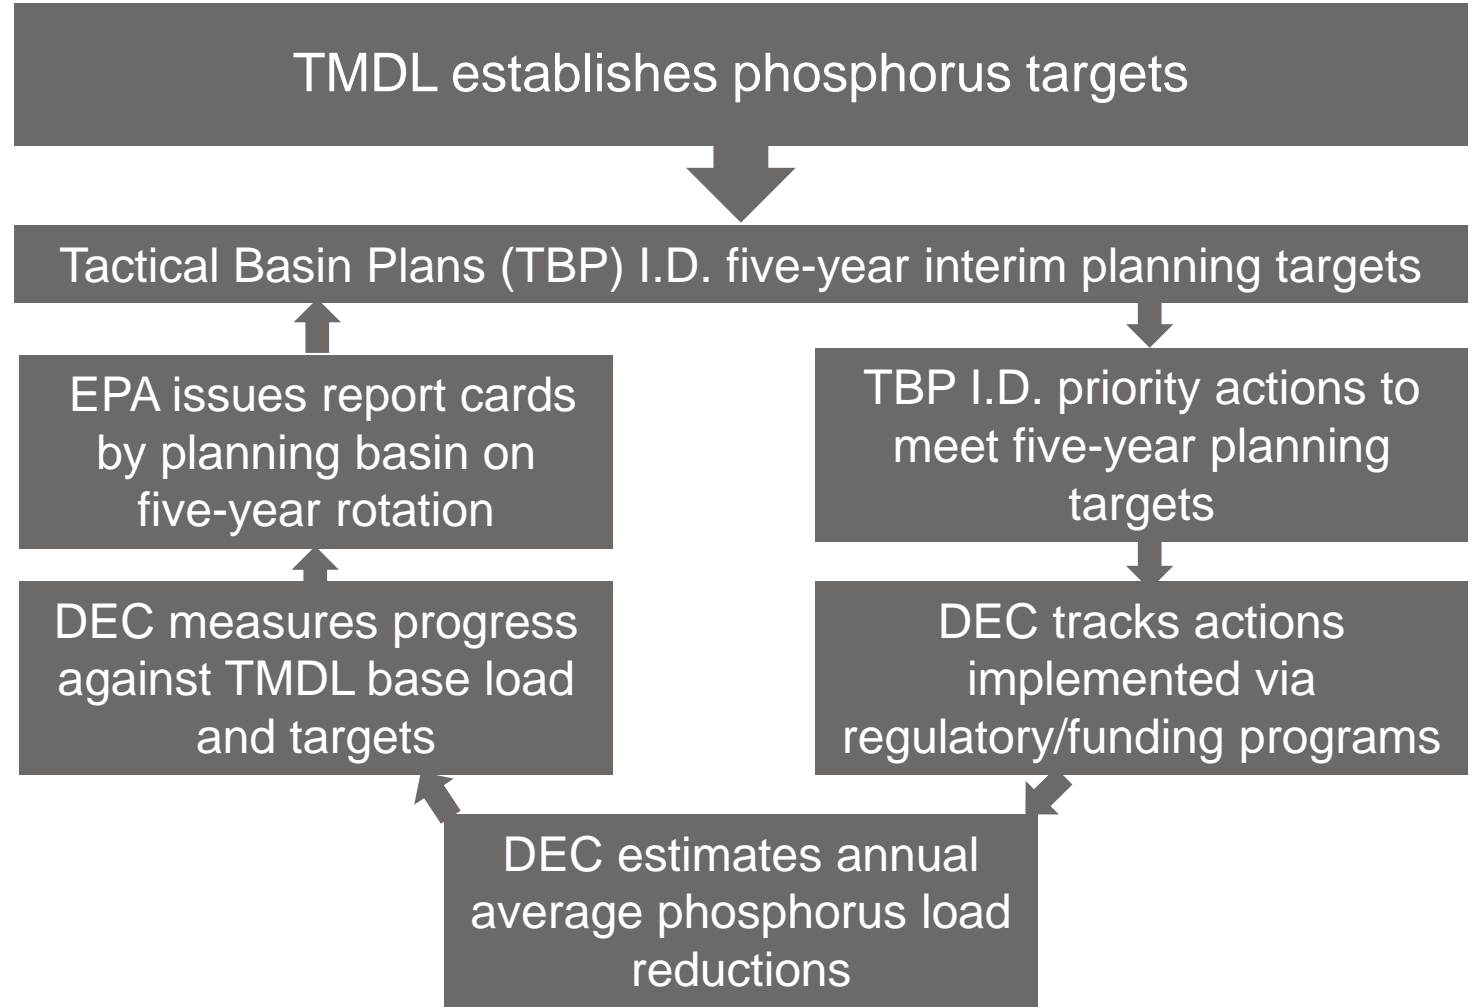 TMDL establishes phosphorus targets
Tactical Basin Plans (TBP) I.D. five-year interim planning targets
EPA issues report cards
by planning basin on
five-year rotation
TBP I.D. priority actions to
meet five-year planning
targets
DEC measures progress
against TMDL base load
and targets
DEC tracks actions
implemented via
regulatory/funding programs
DEC estimates annual
average phosphorus load
reductions